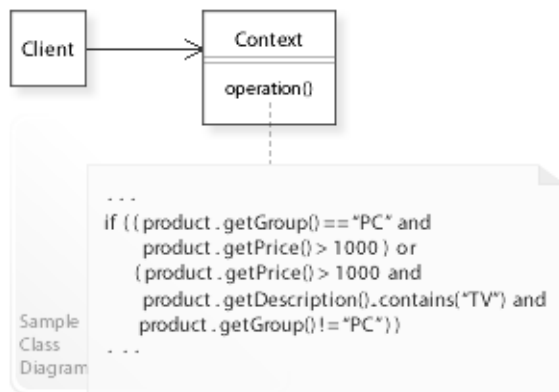 Client
Context
operation()
. . .
if ((product.getGroup()=="PC" and
product.getPrice()> 1000) or
(product.getPrice()> 1000 and
product.getDescription().contains("TV") and
product.getGroup()!="PC"))
. . .
Sample
Class
Diagram